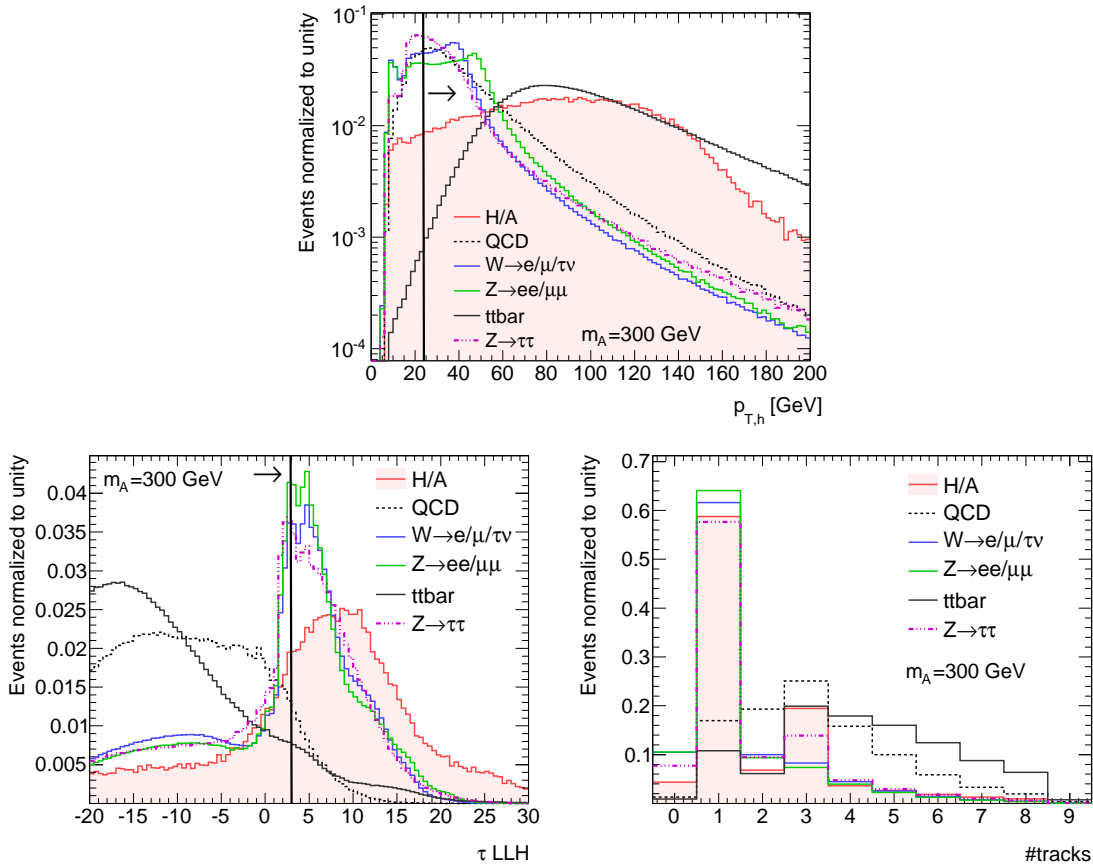 Events normalized to unity
10⁻¹
10⁻²
10⁻³
10⁻⁴
H/A
QCD
W→e/μ/τν
Z→ee/μμ
ttbar
Z→ττ
m_A=300 GeV
0 20 40 60 80 100 120 140 160 180 200
p_T,h [GeV]
Events normalized to unity
0.04
0.035
0.03
0.025
0.02
0.015
0.01
0.005
m_A=300 GeV
H/A
QCD
W→e/μ/τν
Z→ee/μμ
ttbar
Z→ττ
-20 -15 -10 -5 0 5 10 15 20 25 30
τ LLH
Events normalized to unity
0.7
0.6
0.5
0.4
0.3
0.2
0.1
H/A
QCD
W→e/μ/τν
Z→ee/μμ
ttbar
Z→ττ
m_A=300 GeV
0 1 2 3 4 5 6 7 8 9
#tracks